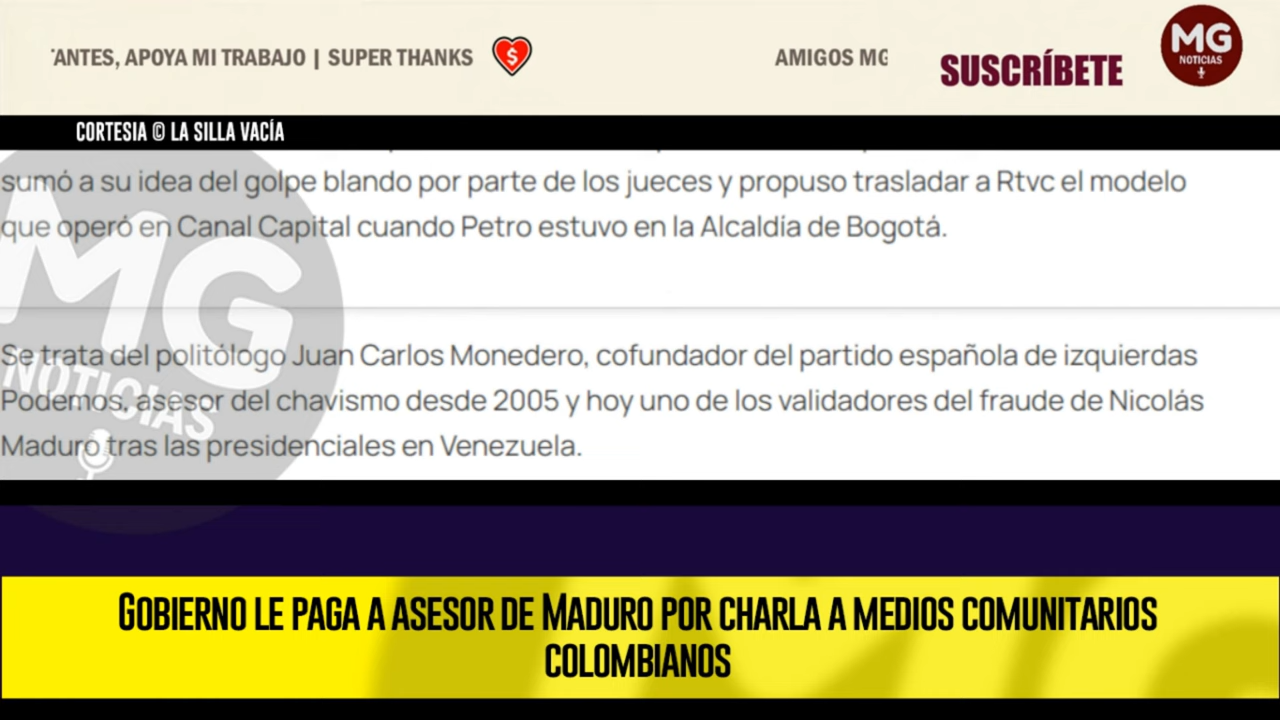 'ANTES, APOYA MI TRABAJO | SUPER THANKS
AMIGOS MG
SUSCRÍBETE
MG
NOTICIAS
CORTESIA © LA SILLA VACÍA
sumó a su idea del golpe blando por parte de los jueces y propuso trasladar a Rtvc el modelo
que operó en Canal Capital cuando Petro estuvo en la Alcaldía de Bogotá.
Se trata del politólogo Juan Carlos Monedero, cofundador del partido española de izquierdas
Podemos, asesor del chavismo desde 2005 y hoy uno de los validadores del fraude de Nicolás
Maduro tras las presidenciales en Venezuela.
MG
NOTICIAS
GOBIERNO LE PAGA A ASESOR DE MADURO POR CHARLA A MEDIOS COMUNITARIOS
COLOMBIANOS